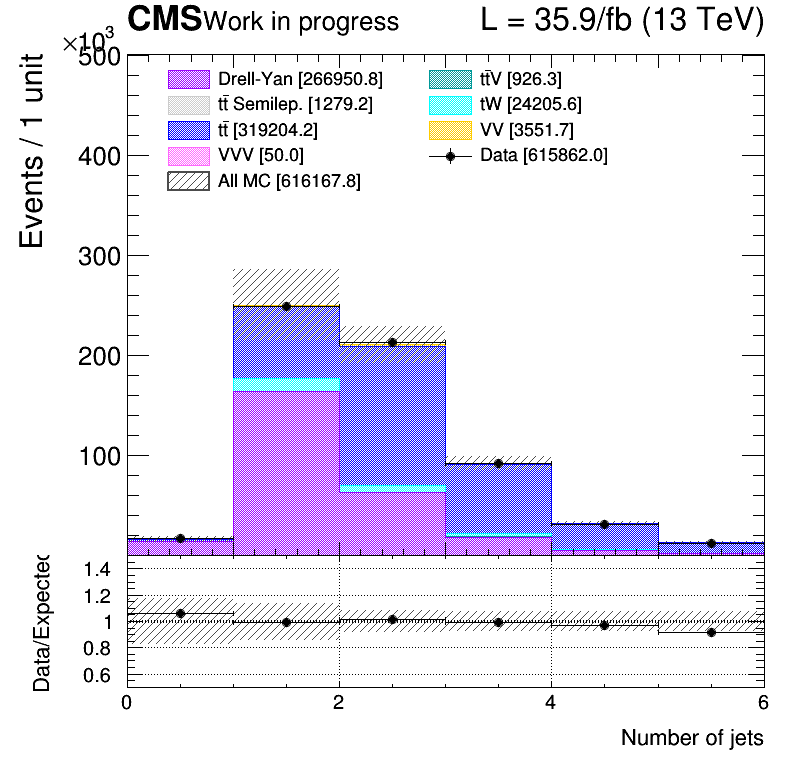 CMS Work in progress L = 35.9/fb (13 TeV)
×10³
500
Drell-Yan [266950.8] tt̄V [926.3]
tt̄ Semilep. [1279.2] tW [24205.6]
tt̄ [319204.2] VV [3551.7]
VVV [50.0] Data [615862.0]
All MC [616167.8]
Events / 1 unit
400
300
200
100
Data/Expected
1.4
1.2
1
0.8
0.6
0 2 4 6
Number of jets